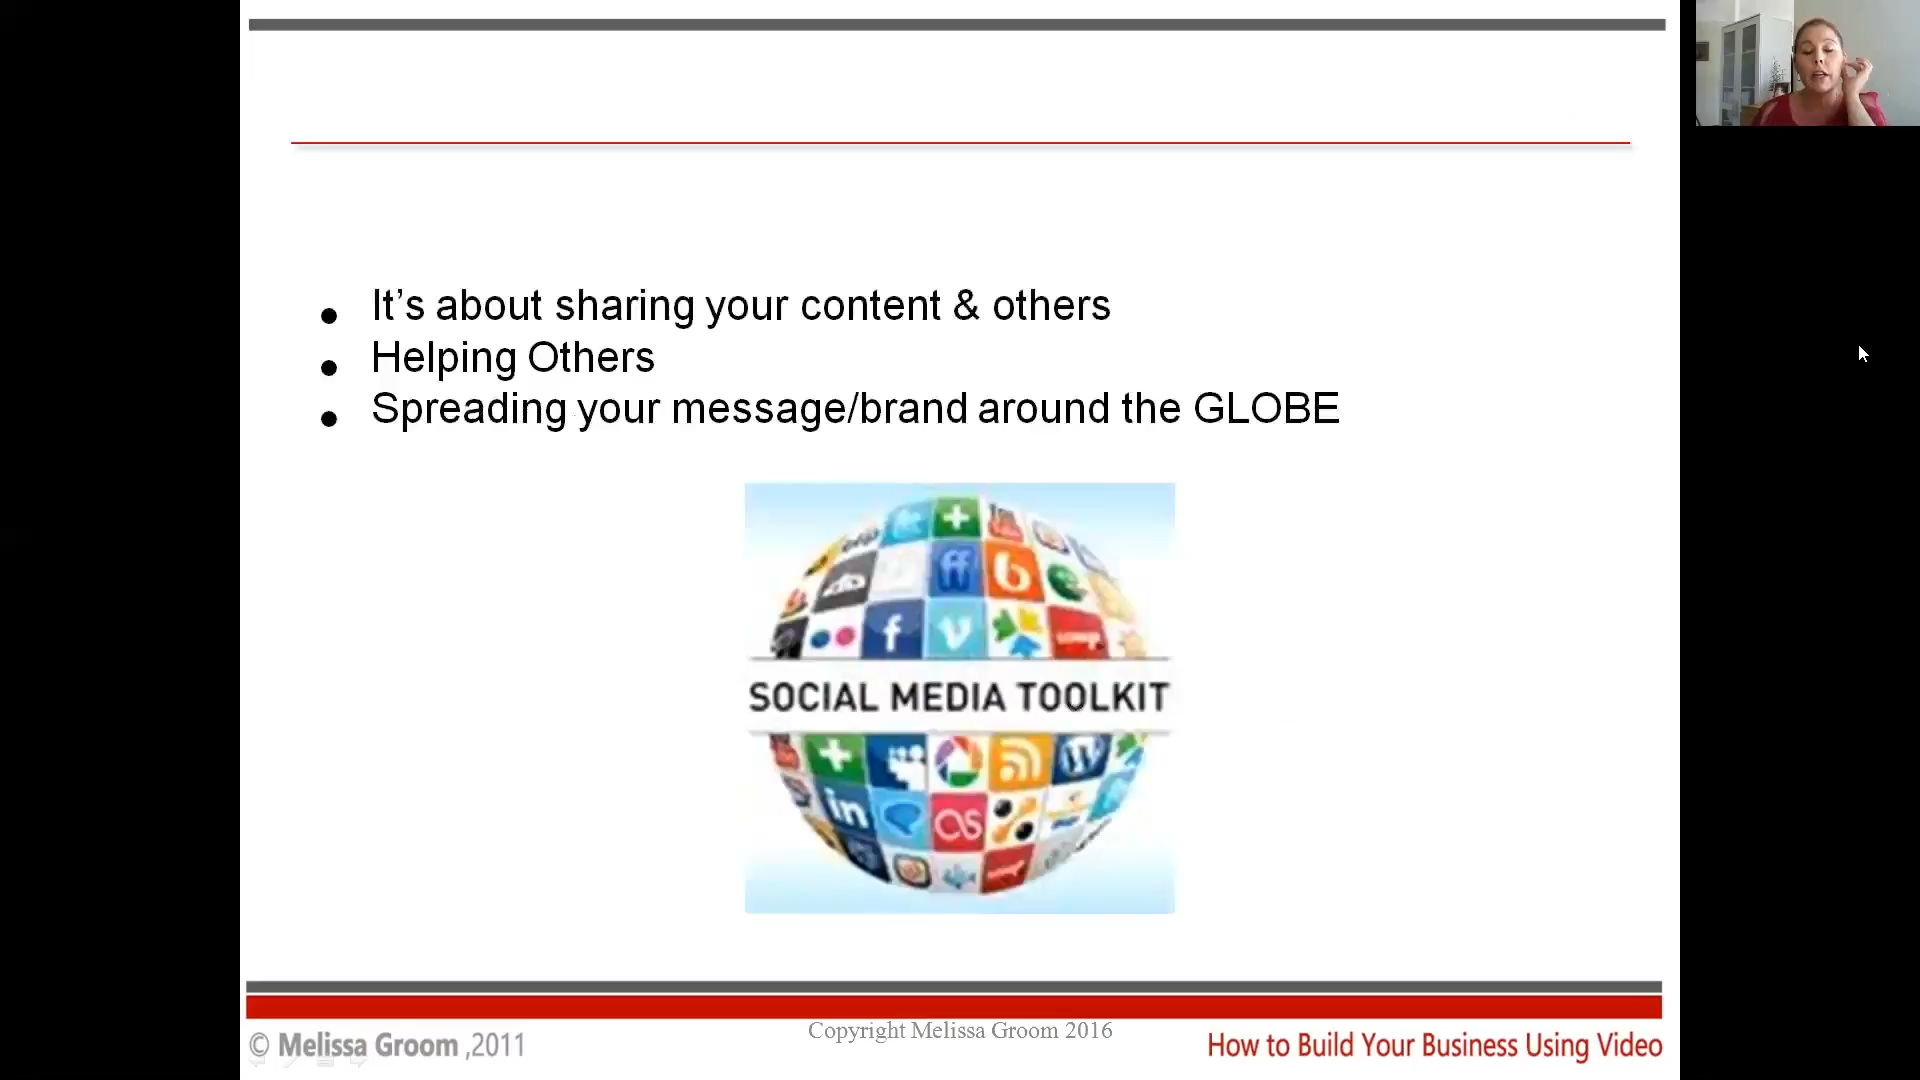 It’s about sharing your content & others
Helping Others
Spreading your message/brand around the GLOBE
SOCIAL MEDIA TOOLKIT
in
© Melissa Groom ,2011
Copyright Melissa Groom 2016
How to Build Your Business Using Video